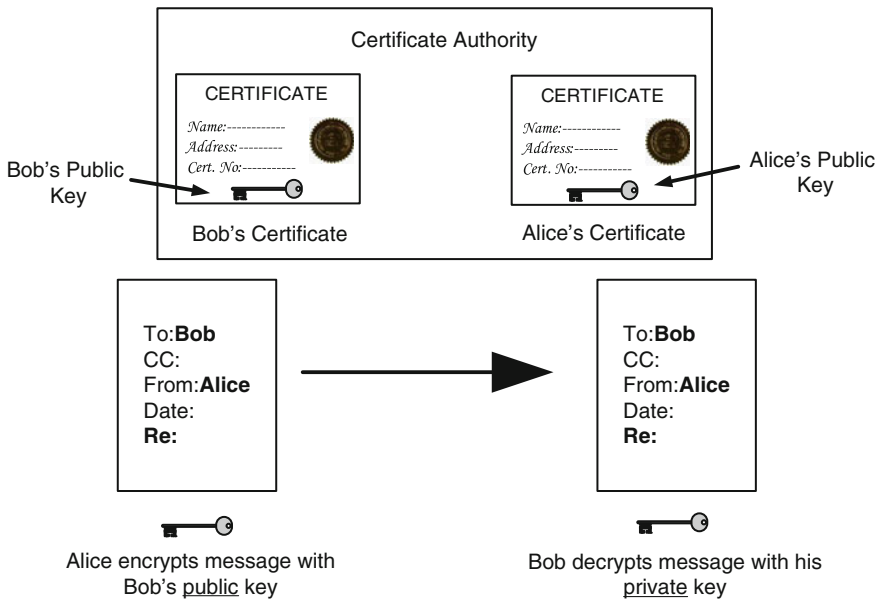 Certificate Authority
CERTIFICATE
Name:------------
Address:---------
Cert. No:-----------
CERTIFICATE
Name:------------
Address:---------
Cert. No:-----------
Bob's Public
Key
Alice's Public
Key
Bob's Certificate
Alice's Certificate
To:Bob
CC:
From:Alice
Date:
Re:
To:Bob
CC:
From:Alice
Date:
Re:
Alice encrypts message with
Bob's public key
Bob decrypts message with his
private key